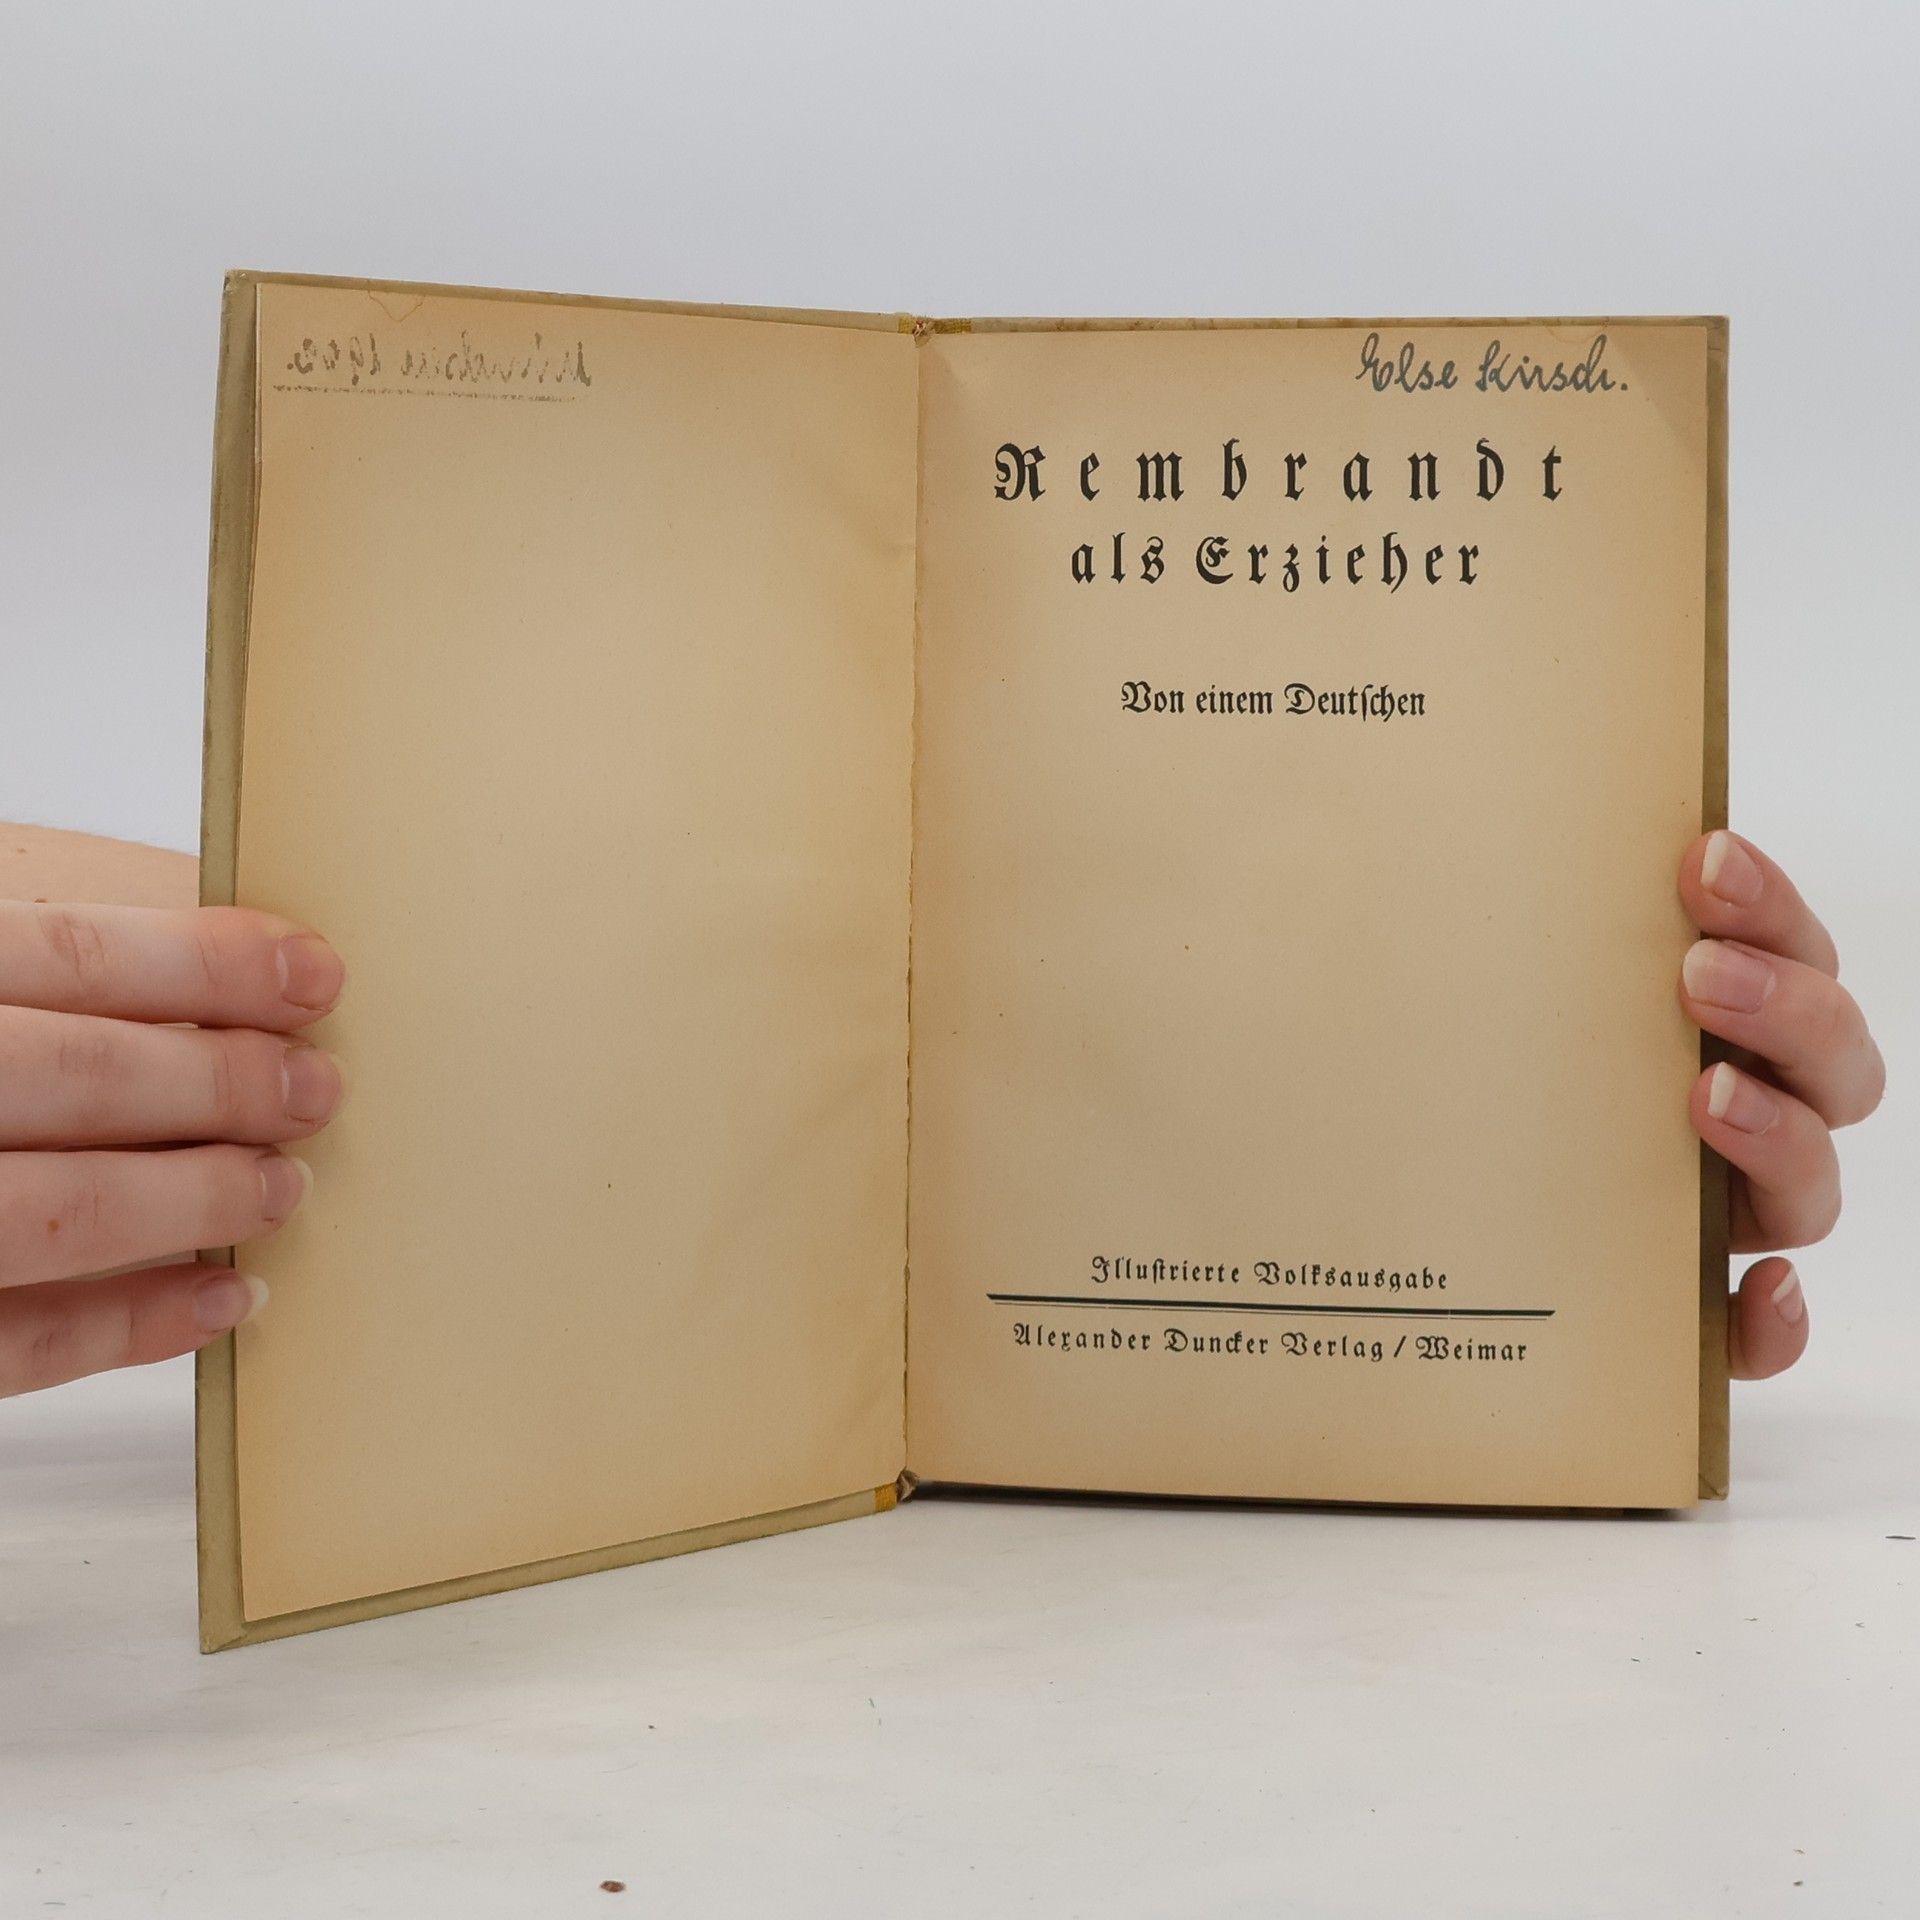 Else Kirsch.
Rembrandt
als Erzieher
Von einem Deutſchen
Illuſtrierte Volksausgabe
Alexander Duncker Verlag / Weimar